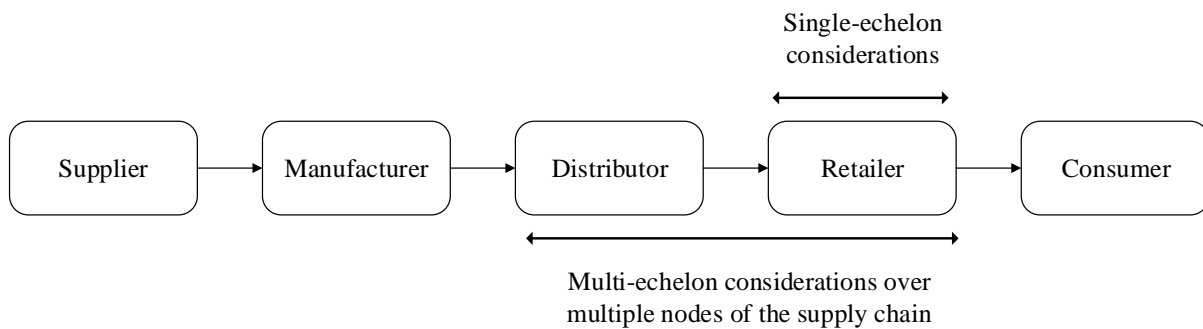 Single-echelon
considerations
Supplier
Manufacturer
Distributor
Retailer
Consumer
Multi-echelon considerations over
multiple nodes of the supply chain